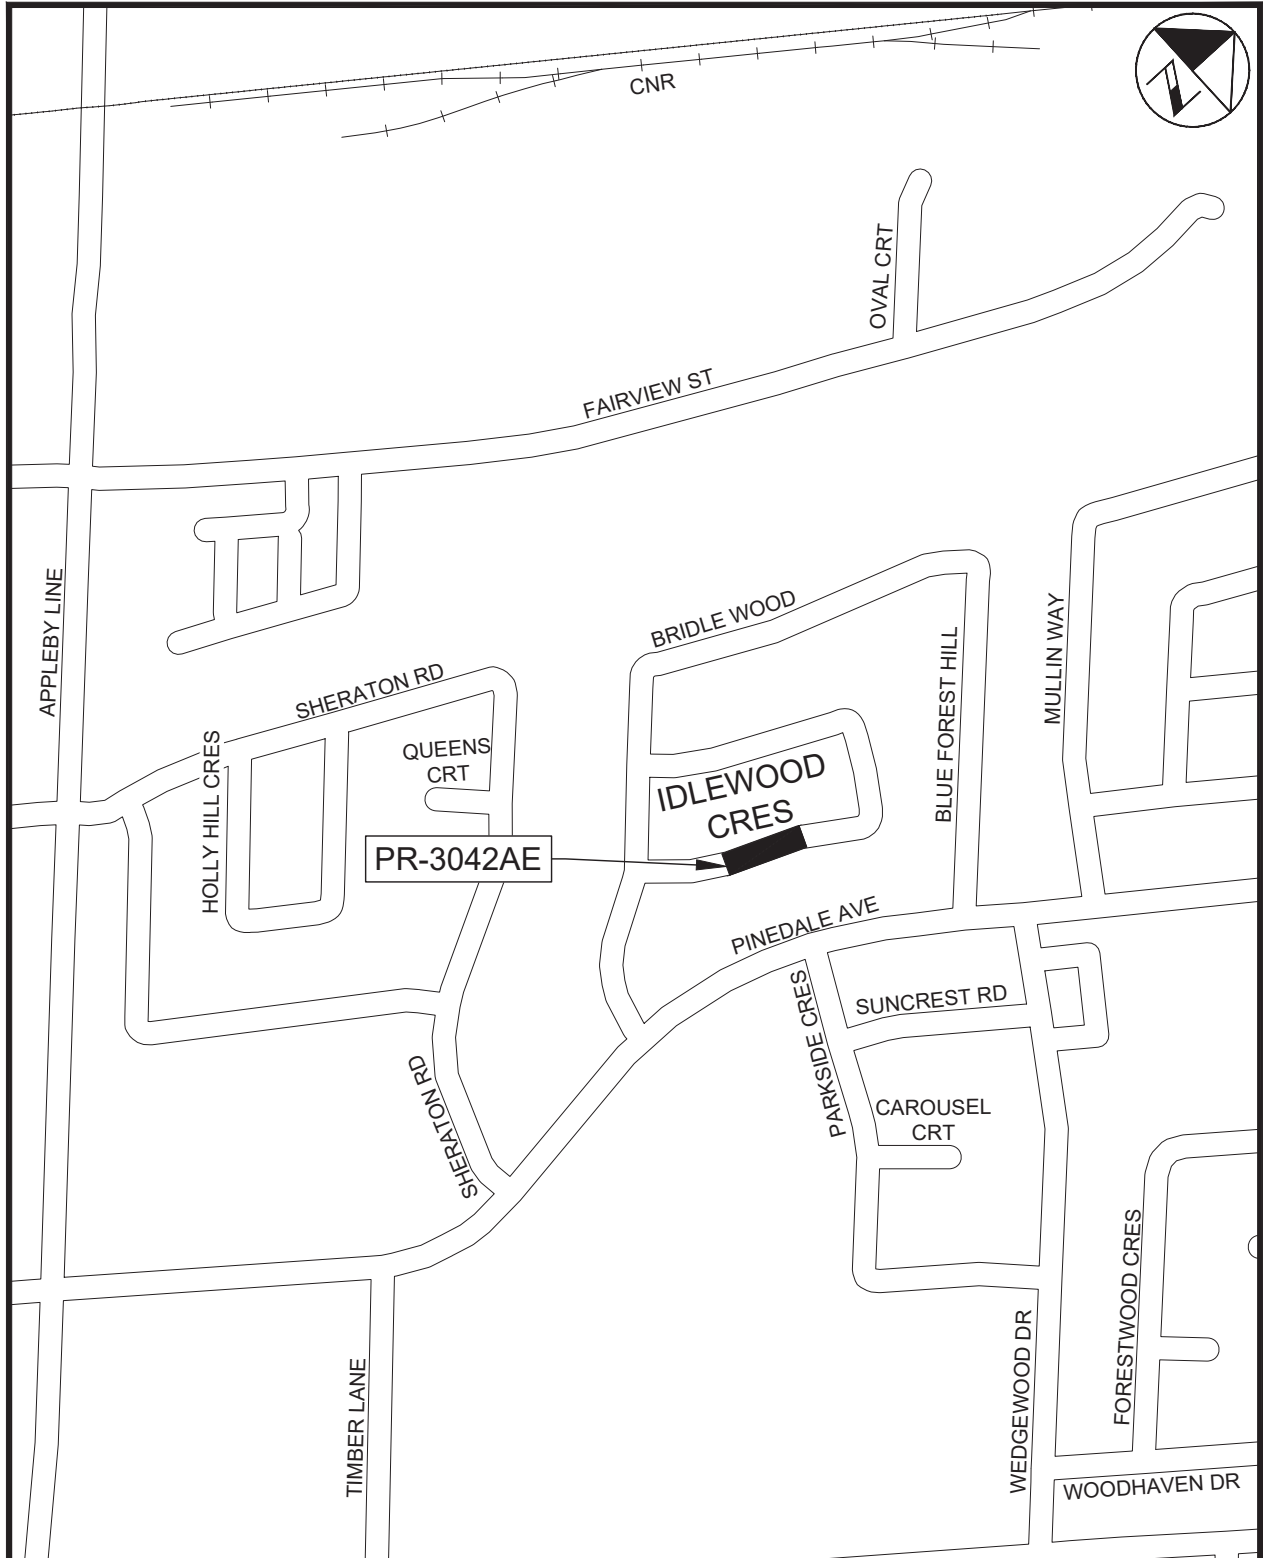 CNR
N
OVAL CRT
FAIRVIEW ST
APPLEBY LINE
BRIDLE WOOD
MULLIN WAY
BLUE FOREST HILL
SHERATON RD
HOLLY HILL CRES
QUEENS
CRT
IDLEWOOD
CRES
PR-3042AE
PINEDALE AVE
PARKSIDE CRES
SUNCREST RD
SHERATON RD
CAROUSEL
CRT
FORESTWOOD CRES
WEDGEWOOD DR
TIMBER LANE
WOODHAVEN DR